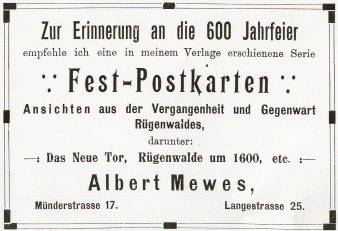 Zur Erinnerung an die 600 Jahrfeier
empfehle ich eine in meinem Verlage erschienene Serie
Fest-Postkarten
Ansichten aus der Vergangenheit und Gegenwart
Rügenwaldes,
darunter:
—: Das Neue Tor, Rügenwalde um 1600, etc. :—
Albert Mewes,
Münderstrasse 17. Langestrasse 25.